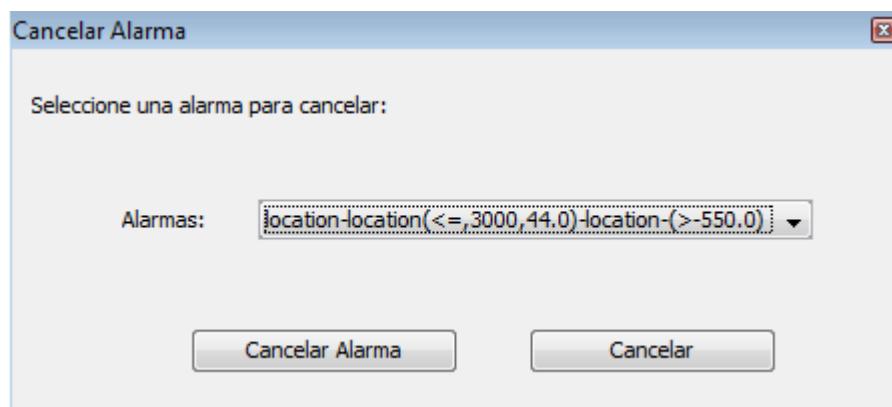 Cancelar Alarma
Seleccione una alarma para cancelar:
Alarmas: location-location(<=,3000,44.0)-location-(>-550.0)
Cancelar Alarma Cancelar